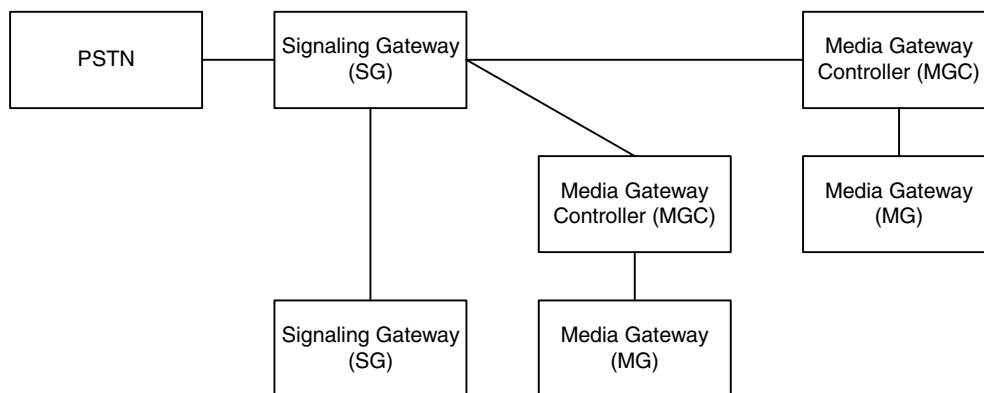 PSTN
Signaling Gateway
(SG)
Media Gateway
Controller (MGC)
Media Gateway
Controller (MGC)
Media Gateway
(MG)
Signaling Gateway
(SG)
Media Gateway
(MG)